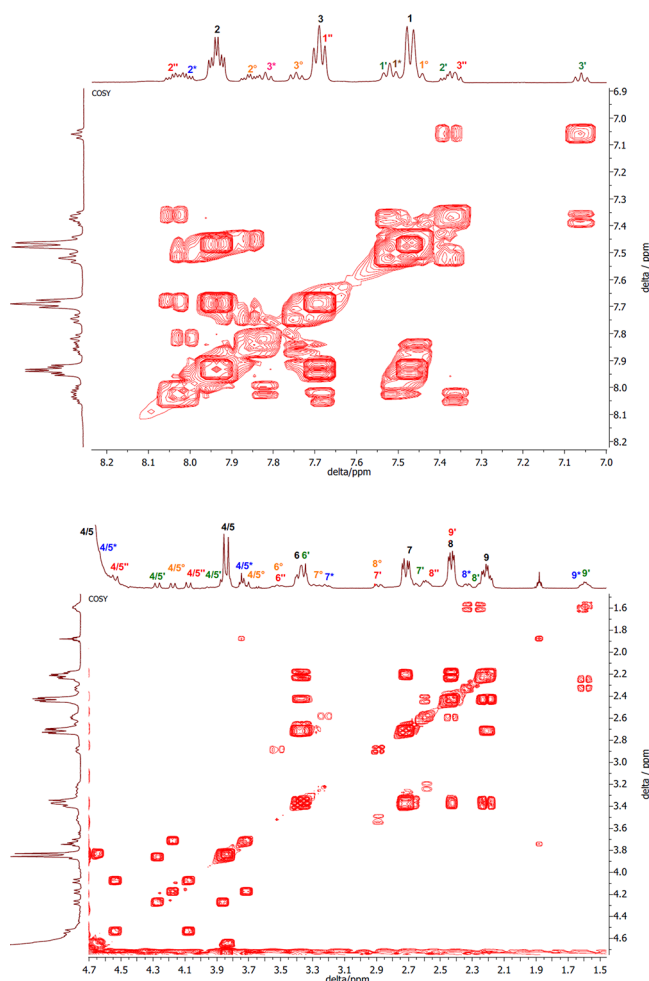 2 3 1
1"
2" 2* 2° 3* 3° 1' 1* 1° 2' 3" 3'
COSY
6.9
7.0
7.1
7.2
7.3
7.4
7.5
7.6
7.7
7.8
7.9
8.0
8.1
8.2
delta / ppm
8.2 8.1 8.0 7.9 7.8 7.7 7.6 7.5 7.4 7.3 7.2 7.1 7.0
delta/ppm
4/5 4/5 9'
4/5* 6 6' 7 8 9
4/5" 4/5' 4/5° 4/5" 4/5' 4/5* 4/5° 6° 6" 7° 7* 8° 7' 7' 8" 8* 8' 9* 9'
COSY
1.6
1.8
2.0
2.2
2.4
2.6
2.8
3.0
3.2
3.4
3.6
3.8
4.0
4.2
4.4
4.6
delta / ppm
4.7 4.5 4.3 4.1 3.9 3.7 3.5 3.3 3.1 2.9 2.7 2.5 2.3 2.1 1.9 1.7 1.5
delta/ppm